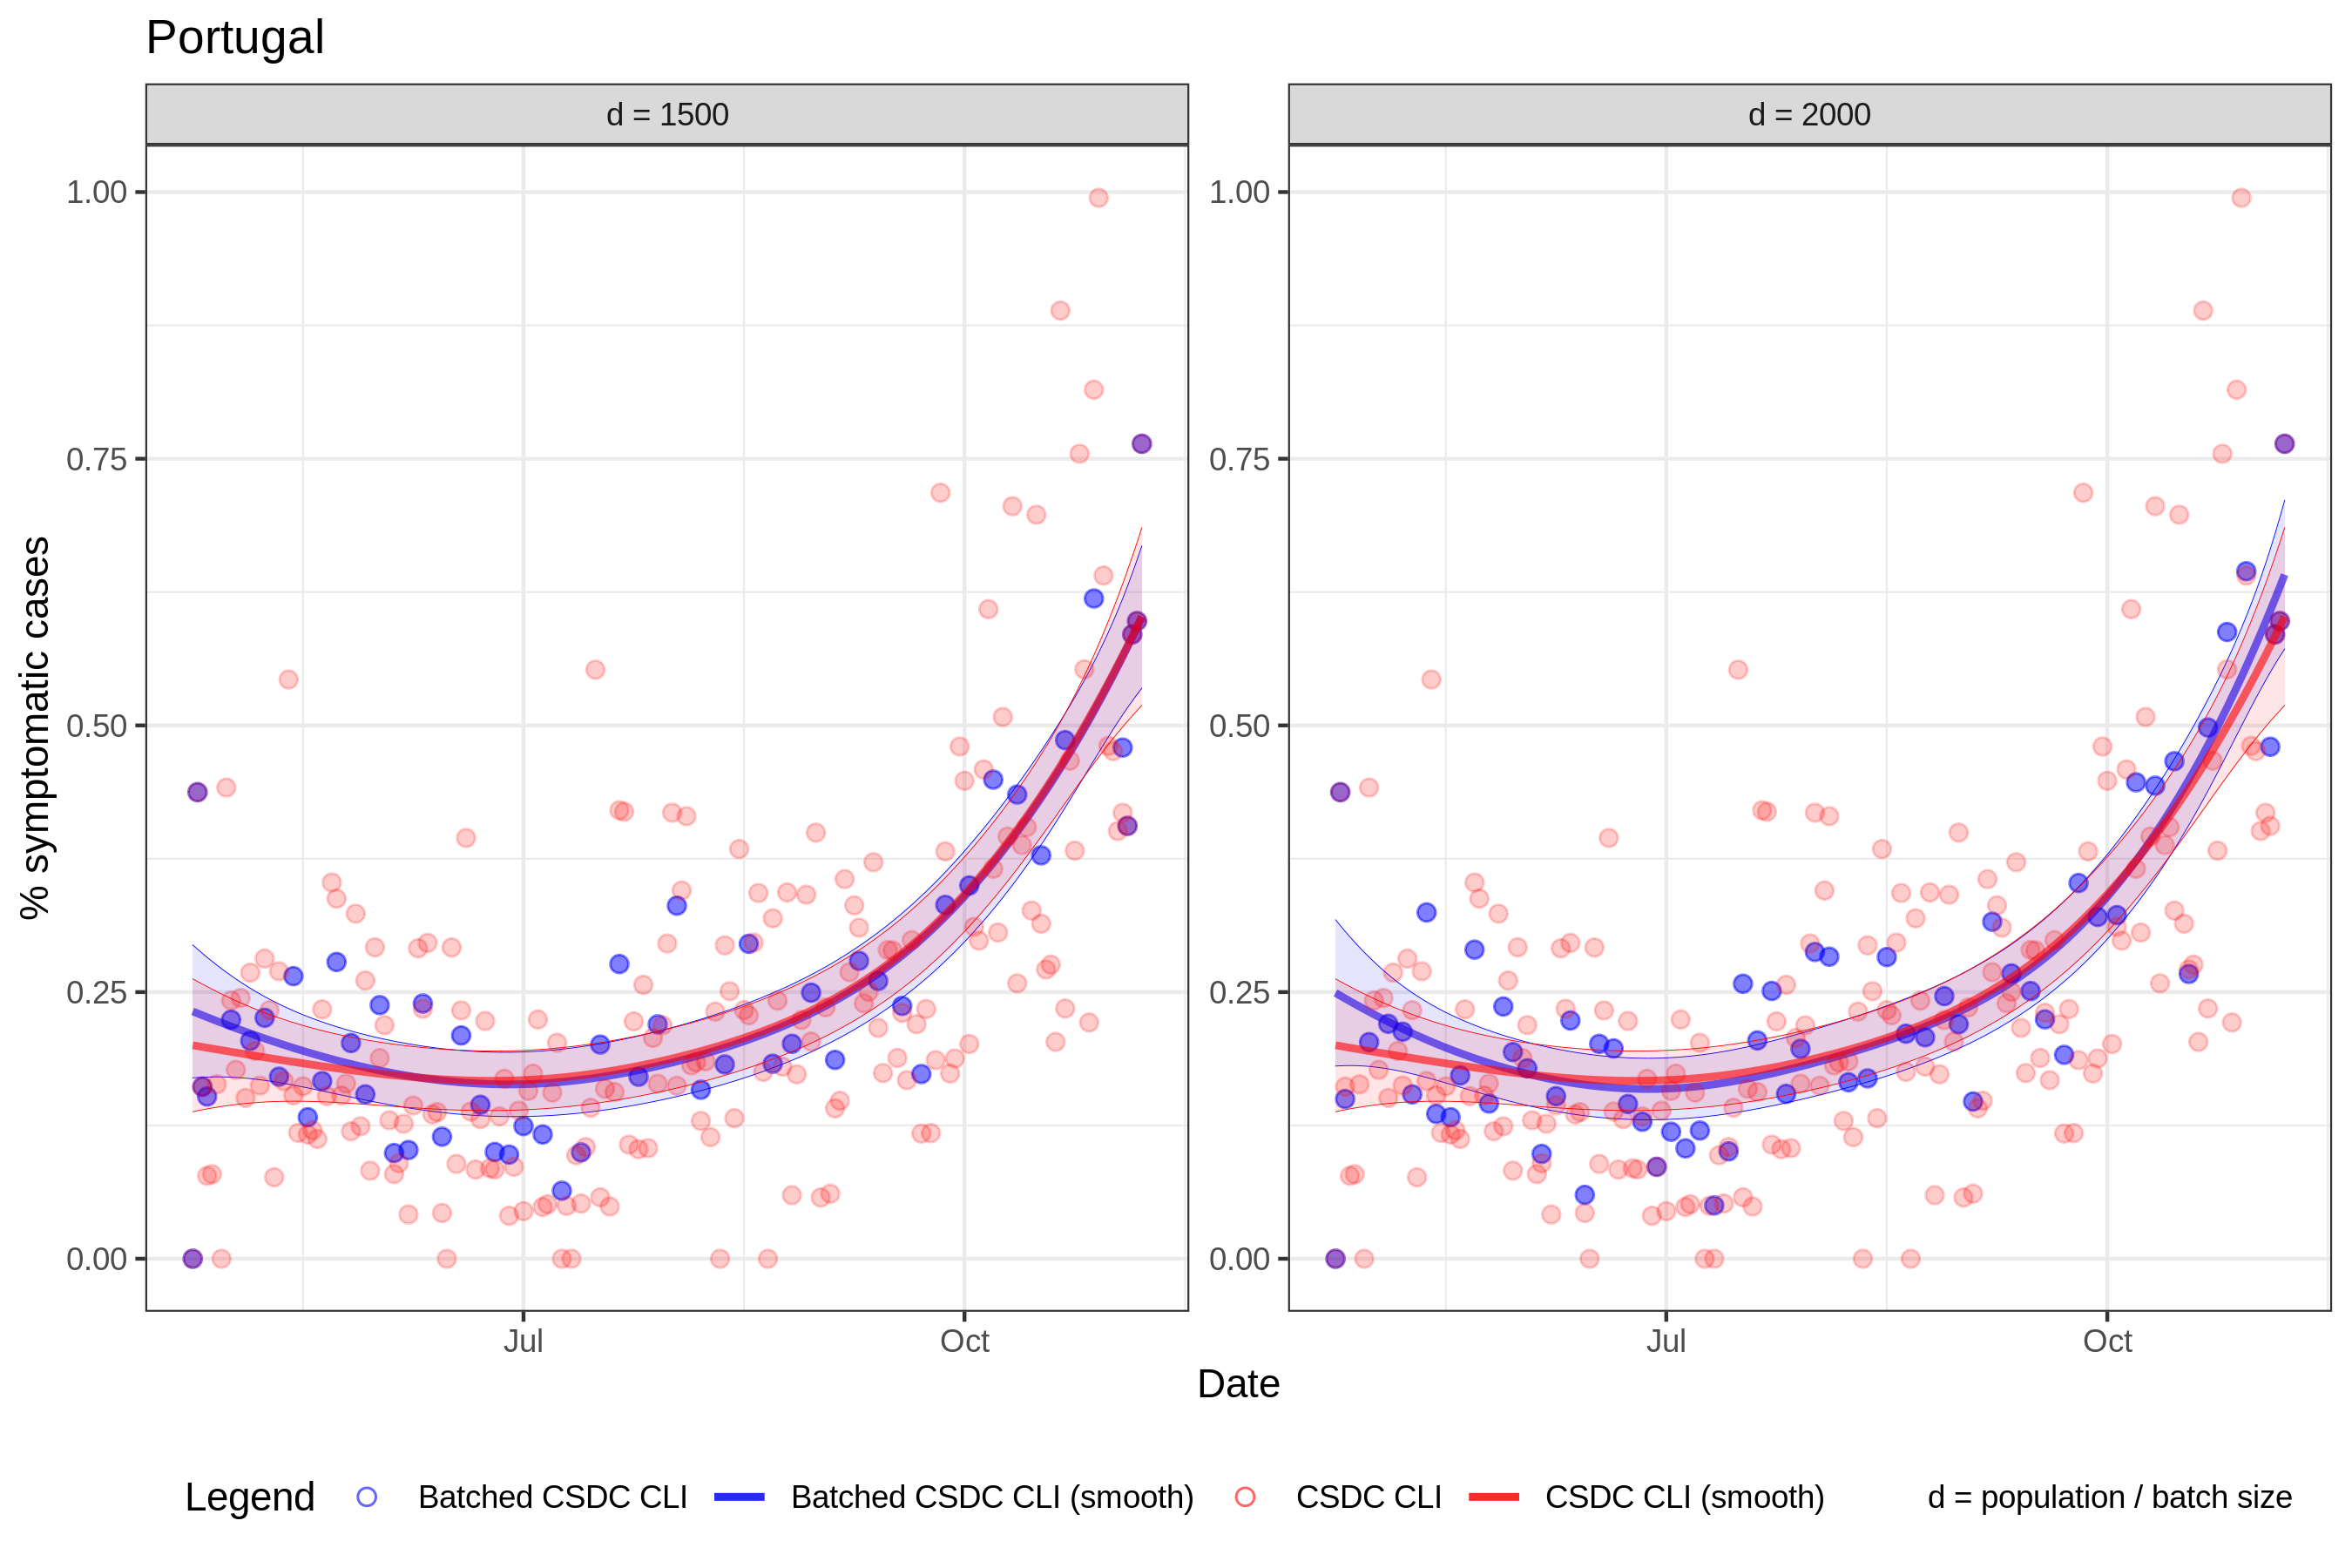 Portugal
d = 1500
d = 2000
% symptomatic cases
1.00
0.75
0.50
0.25
0.00
1.00
0.75
0.50
0.25
0.00
Jul
Oct
Jul
Oct
Date
Legend
Batched CSDC CLI
Batched CSDC CLI (smooth)
CSDC CLI
CSDC CLI (smooth)
d = population / batch size